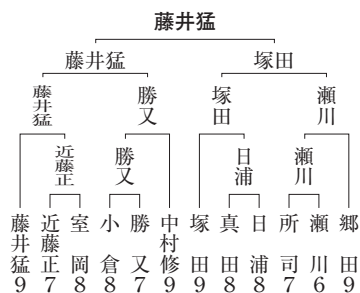 藤井猛
藤井猛
塚田
藤井猛
勝又
塚田
瀬川
近藤正
勝又
日浦
瀬川
藤井猛9
近藤正7
室岡8
小倉8
勝又7
中村修9
塚田9
真田8
日浦8
所司7
瀬川6
郷田9